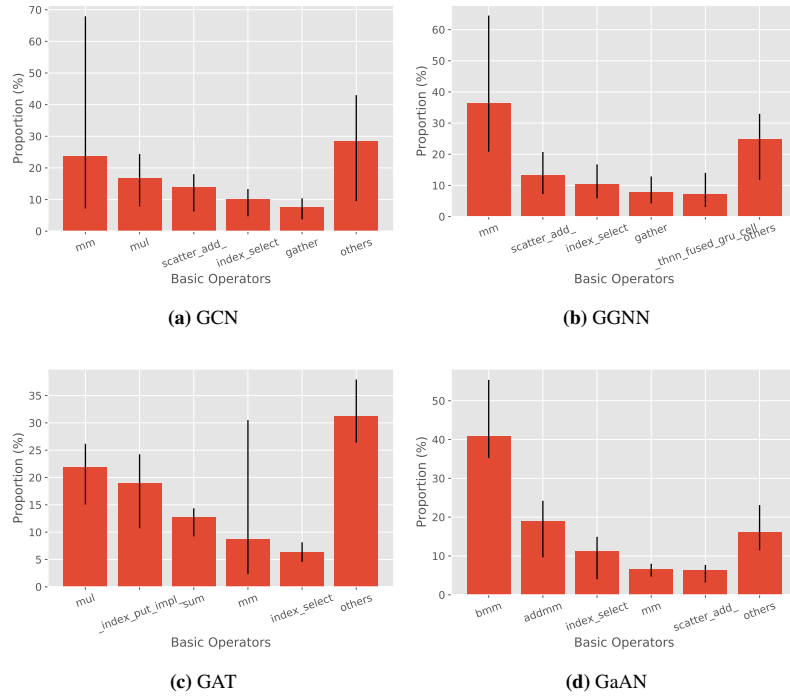 70
60
50
40
30
20
10
0
Proportion (%)
mm mul scatter_add_ index_select gather others
Basic Operators
(a) GCN
60
50
40
30
20
10
0
Proportion (%)
mm scatter_add_ index_select gather _thnn_fused_gru_cell others
Basic Operators
(b) GGNN
35
30
25
20
15
10
5
0
Proportion (%)
mul _index_put_impl_ sum mm index_select others
Basic Operators
(c) GAT
50
40
30
20
10
0
Proportion (%)
bmm addmm index_select mm scatter_add_ others
Basic Operators
(d) GaAN